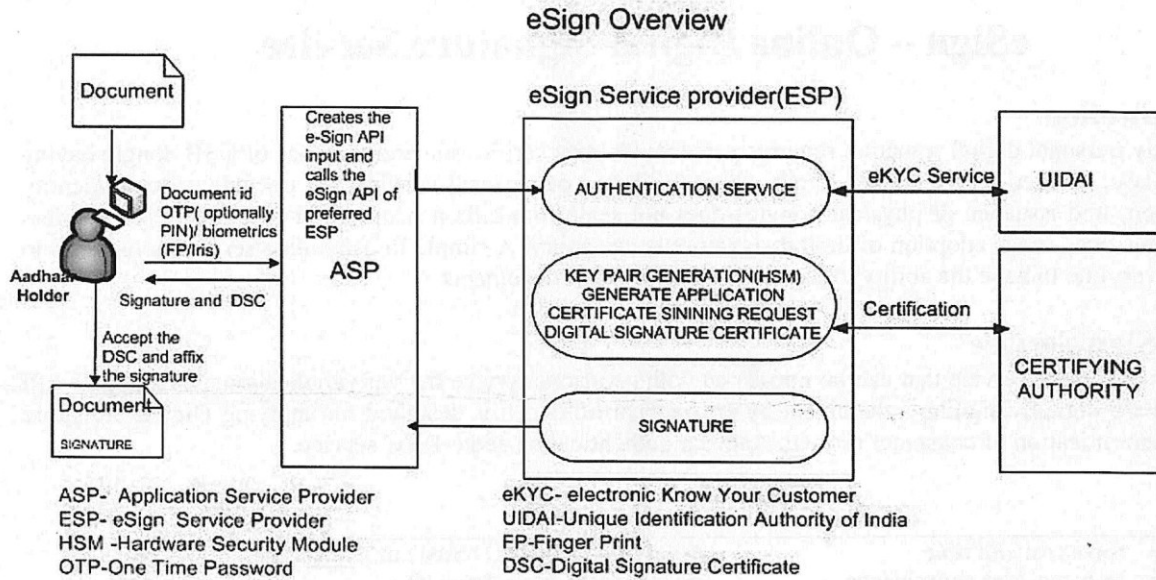 eSign Overview
Document
Document id
OTP( optionally
PIN)/ biometrics
(FP/Iris)
Aadhaar
Holder
Signature and DSC
Accept the
DSC and affix
the signature
Document
SIGNATURE
Creates the
e-Sign API
input and
calls the
eSign API of
preferred
ESP
ASP
eSign Service provider(ESP)
AUTHENTICATION SERVICE
eKYC Service
UIDAI
KEY PAIR GENERATION(HSM)
GENERATE APPLICATION
CERTIFICATE SINING REQUEST
DIGITAL SIGNATURE CERTIFICATE
Certification
CERTIFYING
AUTHORITY
SIGNATURE
ASP- Application Service Provider
ESP- eSign Service Provider
HSM -Hardware Security Module
OTP-One Time Password
eKYC- electronic Know Your Customer
UIDAI-Unique Identification Authority of India
FP-Finger Print
DSC-Digital Signature Certificate